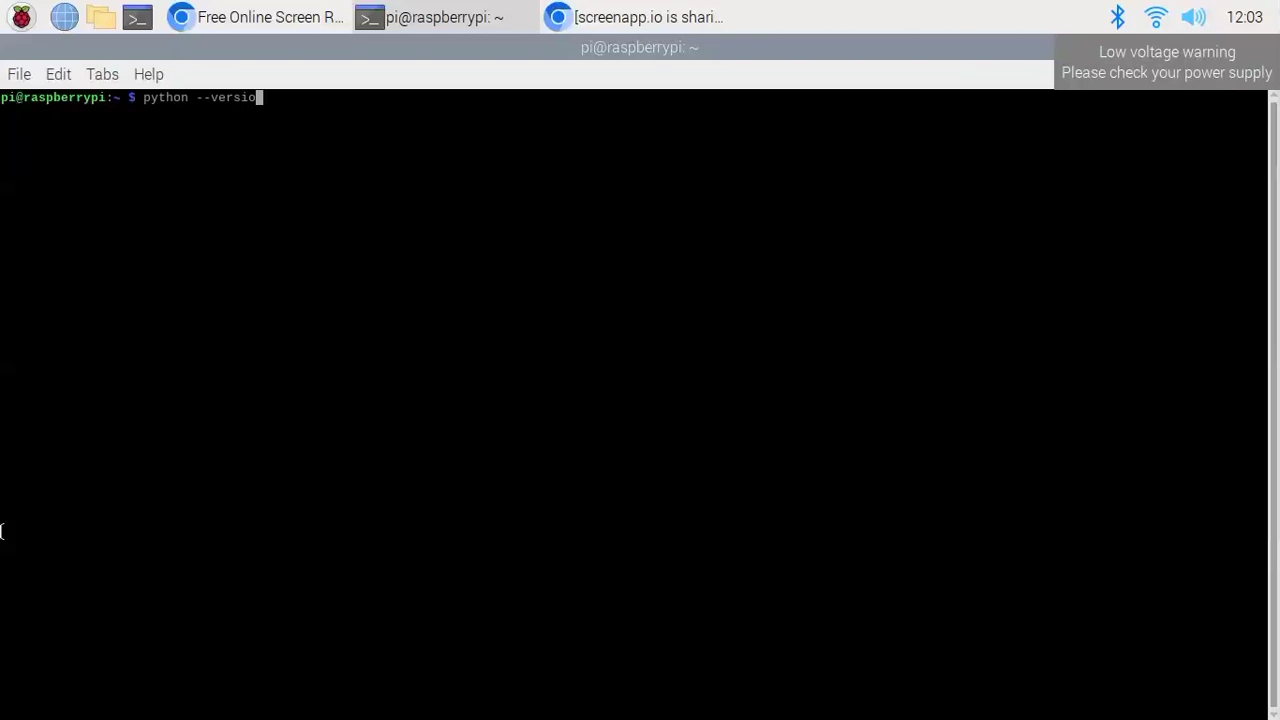 Free Online Screen R...
pi@raspberrypi: ~
[screenapp.io is shari...
12:03
pi@raspberrypi: ~
Low voltage warning
Please check your power supply
File Edit Tabs Help
pi@raspberrypi:~ $ python --versio